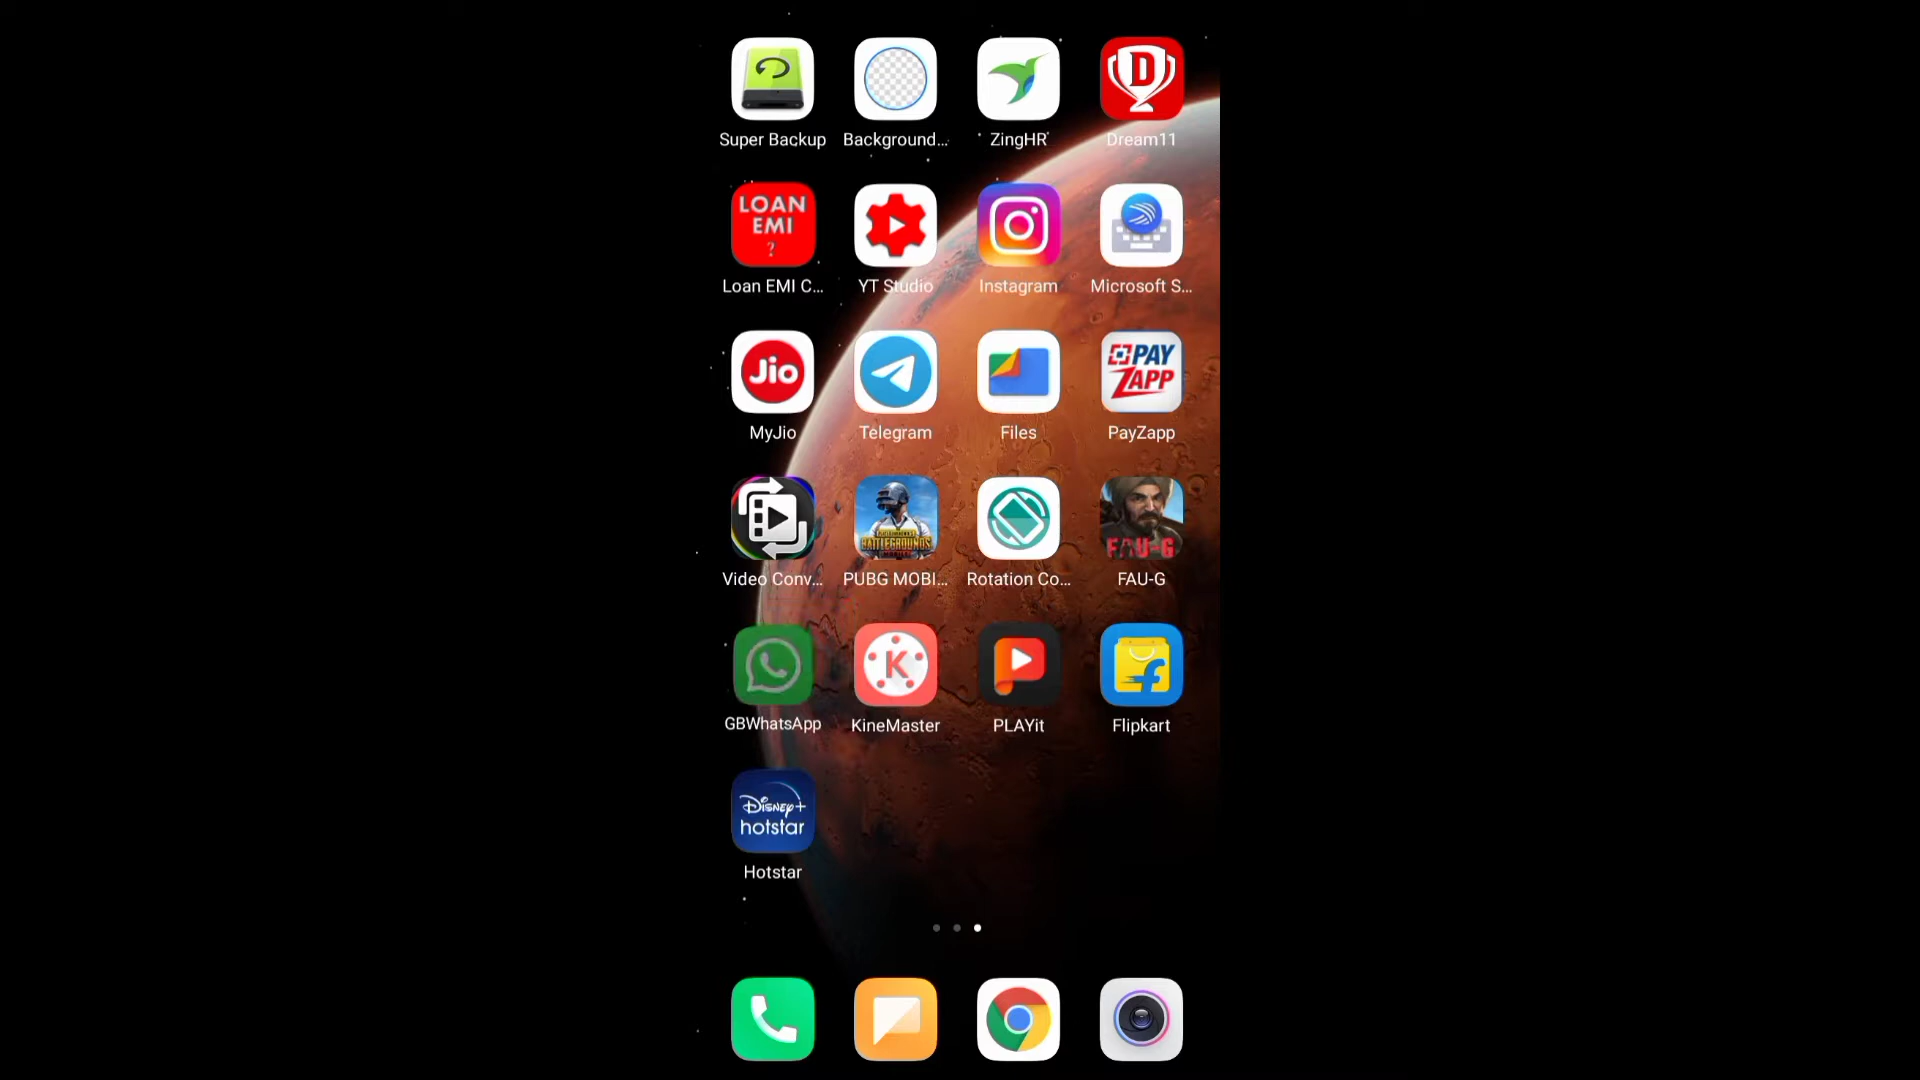 Super Backup
Background...
ZingHR
Dream11
LOAN
EMI
?
Loan EMI C...
YT Studio
Instagram
Microsoft S...
Jio
MyJio
Telegram
Files
PAY
ZAPP
PayZapp
Video Conv...
BATTLEGROUNDS
PUBG MOBI...
Rotation Co...
FAU-G
FAU-G
GBWhatsApp
K
KineMaster
PLAYit
f
Flipkart
Disney+
hotstar
Hotstar
D